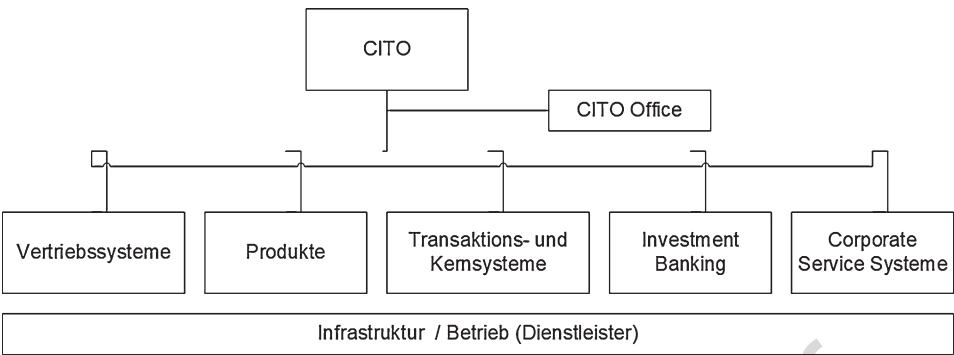 CITO
CITO Office
Vertriebssysteme
Produkte
Transaktions- und
Kernsysteme
Investment
Banking
Corporate
Service Systeme
Infrastruktur / Betrieb (Dienstleister)